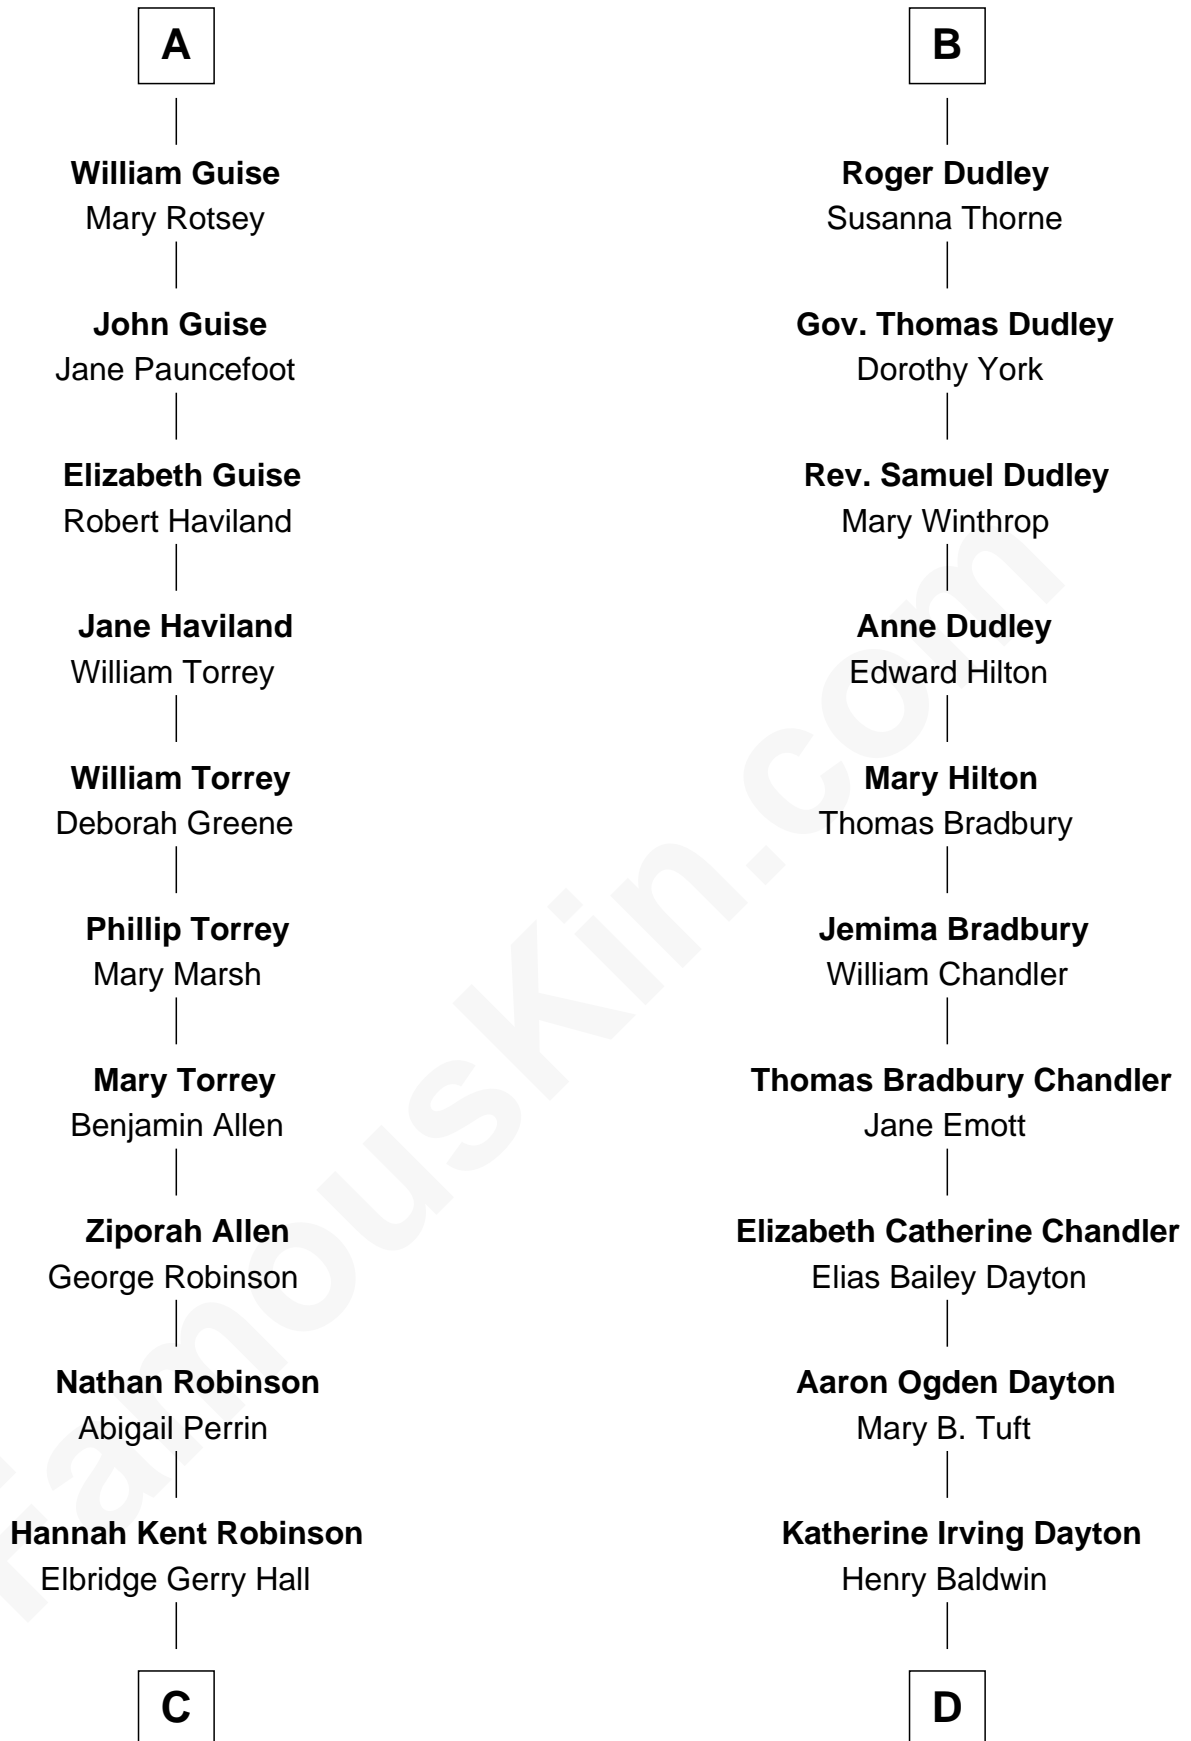 A
William Guise
Mary Rotsey
John Guise
Jane Pauncefoot
Elizabeth Guise
Robert Haviland
Jane Haviland
William Torrey
William Torrey
Deborah Greene
Phillip Torrey
Mary Marsh
Mary Torrey
Benjamin Allen
Ziporah Allen
George Robinson
Nathan Robinson
Abigail Perrin
Hannah Kent Robinson
Elbridge Gerry Hall
C
B
Roger Dudley
Susanna Thorne
Gov. Thomas Dudley
Dorothy York
Rev. Samuel Dudley
Mary Winthrop
Anne Dudley
Edward Hilton
Mary Hilton
Thomas Bradbury
Jemima Bradbury
William Chandler
Thomas Bradbury Chandler
Jane Emott
Elizabeth Catherine Chandler
Elias Bailey Dayton
Aaron Ogden Dayton
Mary B. Tuft
Katherine Irving Dayton
Henry Baldwin
D
FamousKin.com